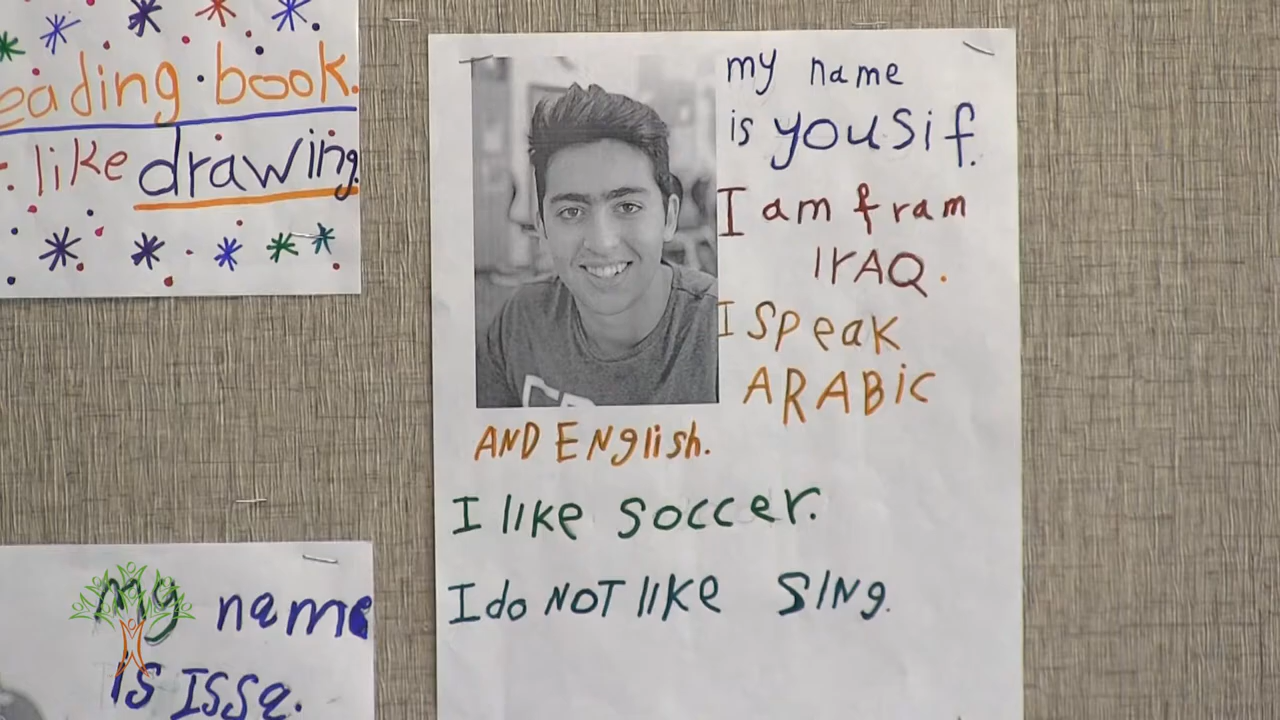 eading book.
like drawing.
my name
is yousif.
I am fram
IrAQ.
I SPeaK
ARABiC
AND ENglish.
I liKe soccer.
I do NOT liKe SINg.
My name
is Issa.